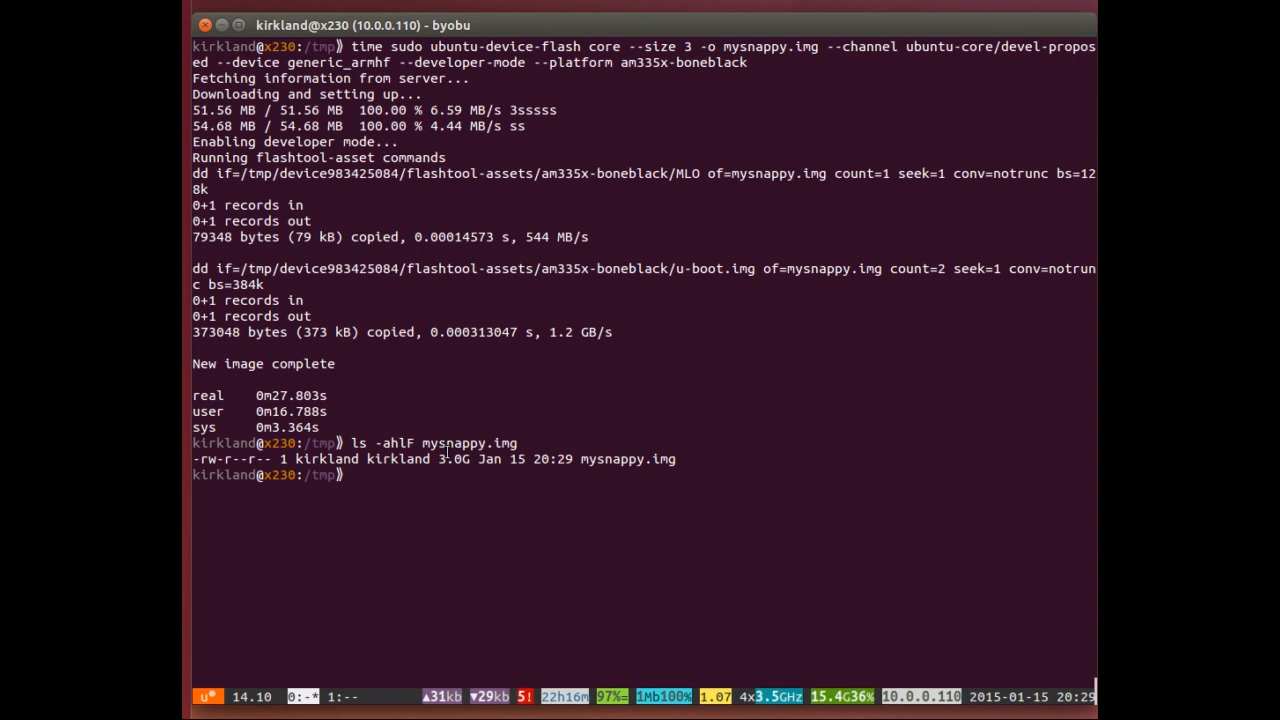 kirkland@x230 (10.0.0.110) - byobu
kirkland@x230:/tmp⟫ time sudo ubuntu-device-flash core --size 3 -o mysnappy.img --channel ubuntu-core/devel-propos
ed --device generic_armhf --developer-mode --platform am335x-boneblack
Fetching information from server...
Downloading and setting up...
51.56 MB / 51.56 MB  100.00 % 6.59 MB/s 3sssss
54.68 MB / 54.68 MB  100.00 % 4.44 MB/s ss
Enabling developer mode...
Running flashtool-asset commands
dd if=/tmp/device983425084/flashtool-assets/am335x-boneblack/MLO of=mysnappy.img count=1 seek=1 conv=notrunc bs=12
8k
0+1 records in
0+1 records out
79348 bytes (79 kB) copied, 0.00014573 s, 544 MB/s
dd if=/tmp/device983425084/flashtool-assets/am335x-boneblack/u-boot.img of=mysnappy.img count=2 seek=1 conv=notrun
c bs=384k
0+1 records in
0+1 records out
373048 bytes (373 kB) copied, 0.000313047 s, 1.2 GB/s
New image complete
real    0m27.803s
user    0m16.788s
sys     0m3.364s
kirkland@x230:/tmp⟫ ls -ahlF mysnappy.img
-rw-r--r-- 1 kirkland kirkland 3.0G Jan 15 20:29 mysnappy.img
kirkland@x230:/tmp⟫
u 14.10 0:-* 1:-- ▲31kb ▼29kb 5! 22h16m 97%= 1Mb100% 1.07 4x3.5GHz 15.4G36% 10.0.0.110 2015-01-15 20:29